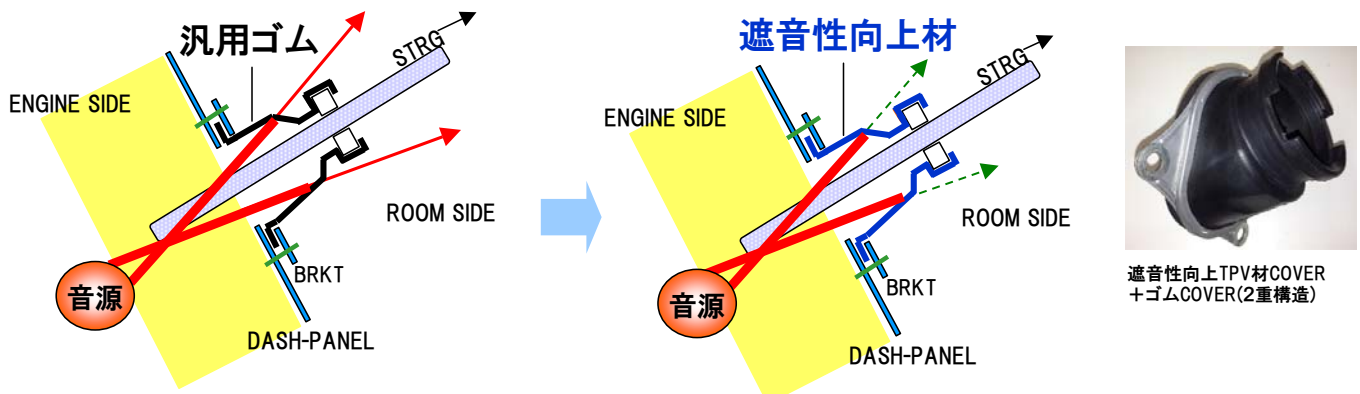 汎用ゴム
STRG
ENGINE SIDE
ROOM SIDE
音源
BRKT
DASH-PANEL
遮音性向上材
STRG
ENGINE SIDE
ROOM SIDE
音源
BRKT
DASH-PANEL
遮音性向上TPV材COVER
+ゴムCOVER(2重構造)